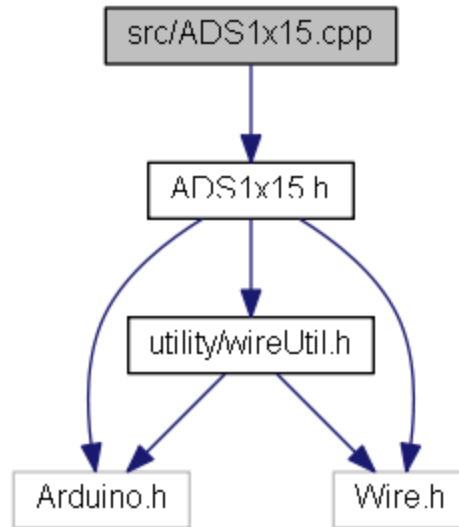 src/ADS1x15.cpp
ADS1x15.h
utility/wireUtil.h
Arduino.h
Wire.h